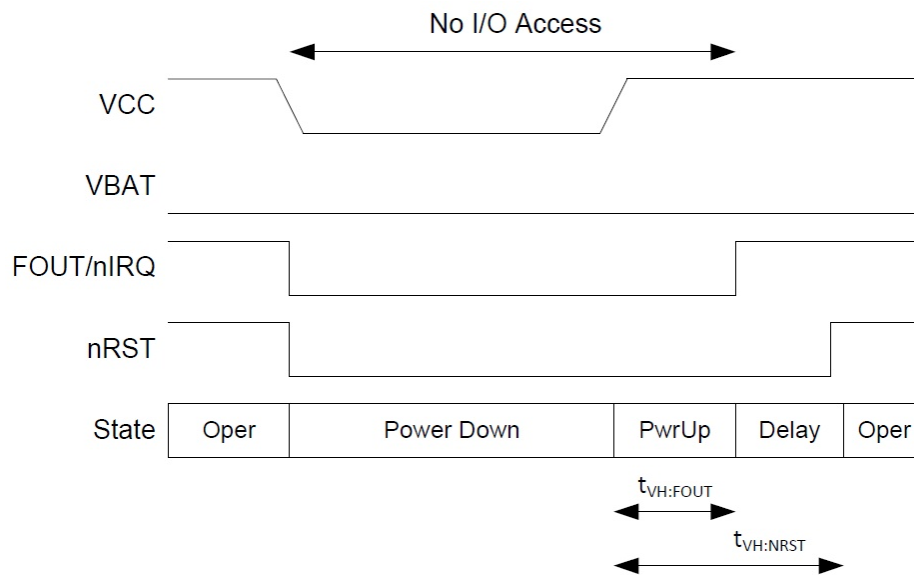 No I/O Access
VCC
VBAT
FOUT/nIRQ
nRST
State Oper Power Down PwrUp Delay Oper
tVH:FOUT
tVH:NRST